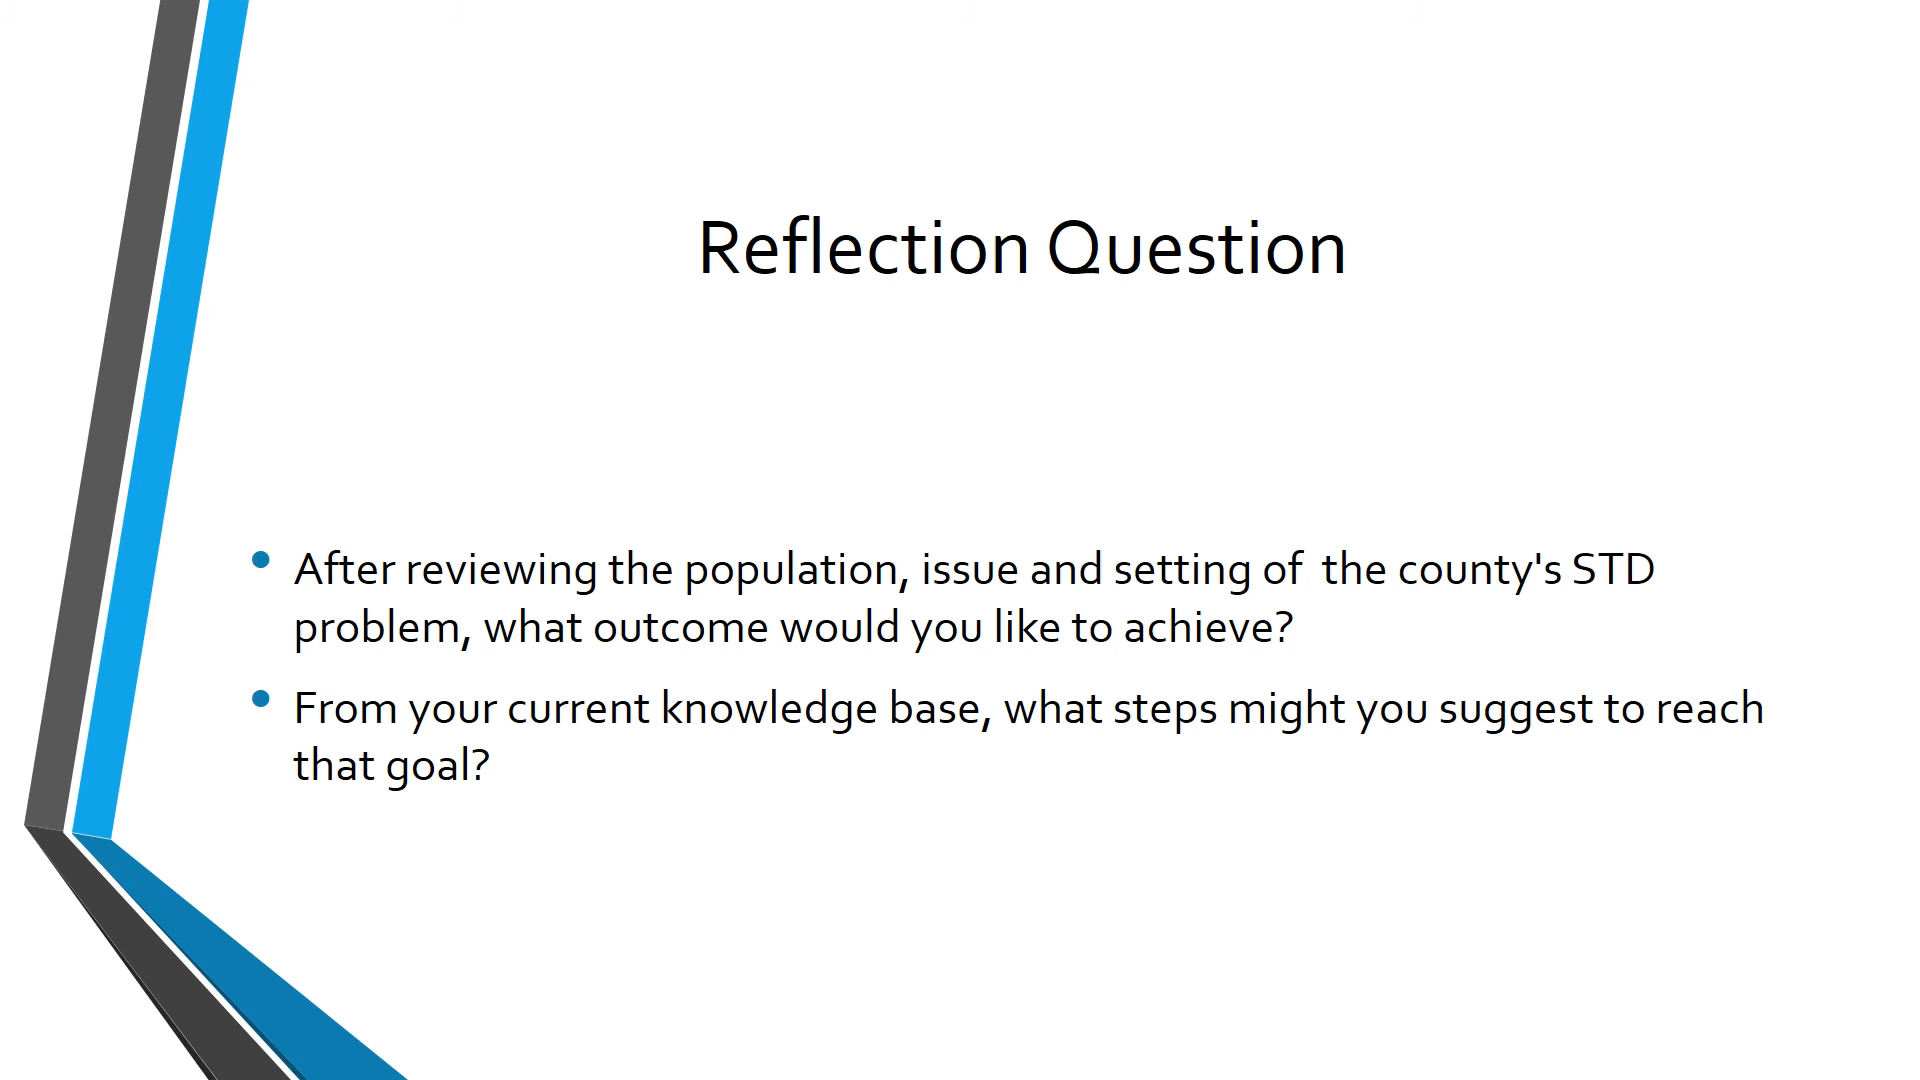 Reflection Question
After reviewing the population, issue and setting of  the county's STD
problem, what outcome would you like to achieve?
From your current knowledge base, what steps might you suggest to reach
that goal?